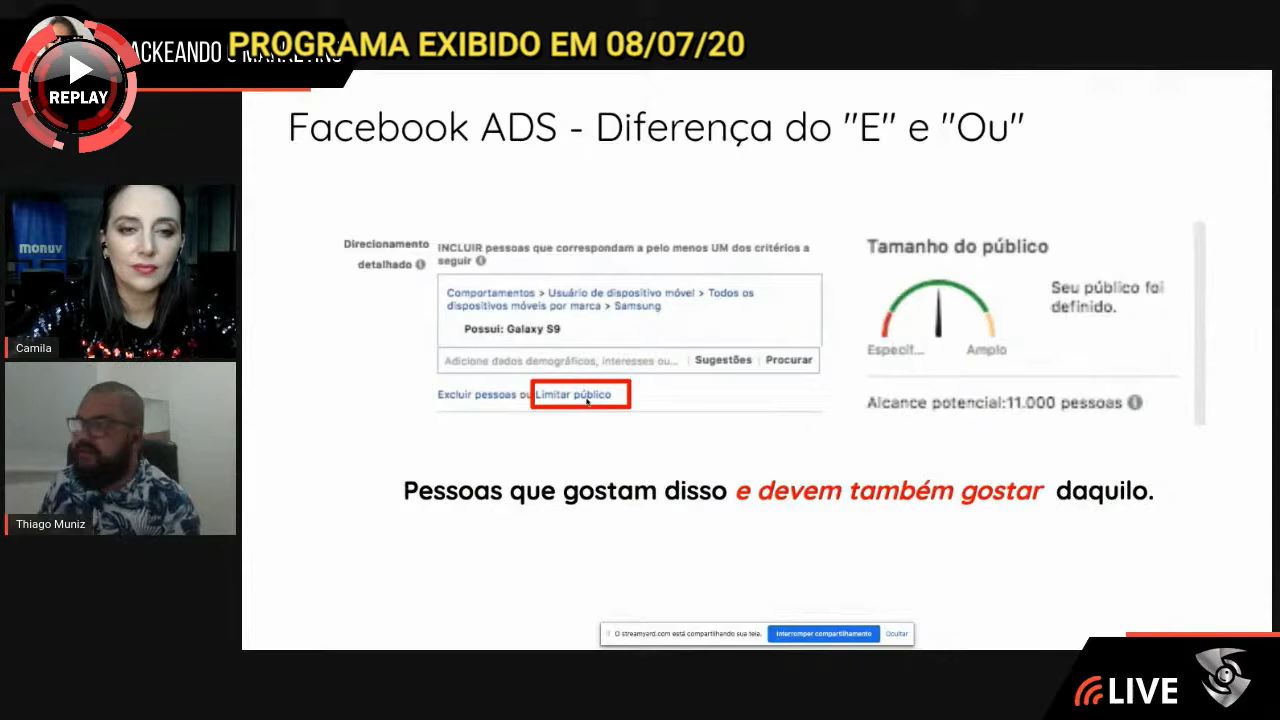 PROGRAMA EXIBIDO EM 08/07/20
REPLAY
Facebook ADS - Diferença do "E" e "Ou"
monuv
Camila
Thiago Muniz
Direcionamento
detalhado
INCLUIR pessoas que correspondam a pelo menos UM dos critérios a
seguir
Comportamentos > Usuário de dispositivo móvel > Todos os
dispositivos móveis por marca > Samsung
Possui: Galaxy S9
Adicione dados demográficos, interesses ou... Sugestões Procurar
Excluir pessoas ou Limitar público
Tamanho do público
Seu público foi
definido.
Específ... Amplo
Alcance potencial:11.000 pessoas
Pessoas que gostam disso e devem também gostar daquilo.
O streamyard.com está compartilhando sua tela. Interromper compartilhamento Ocultar
LIVE